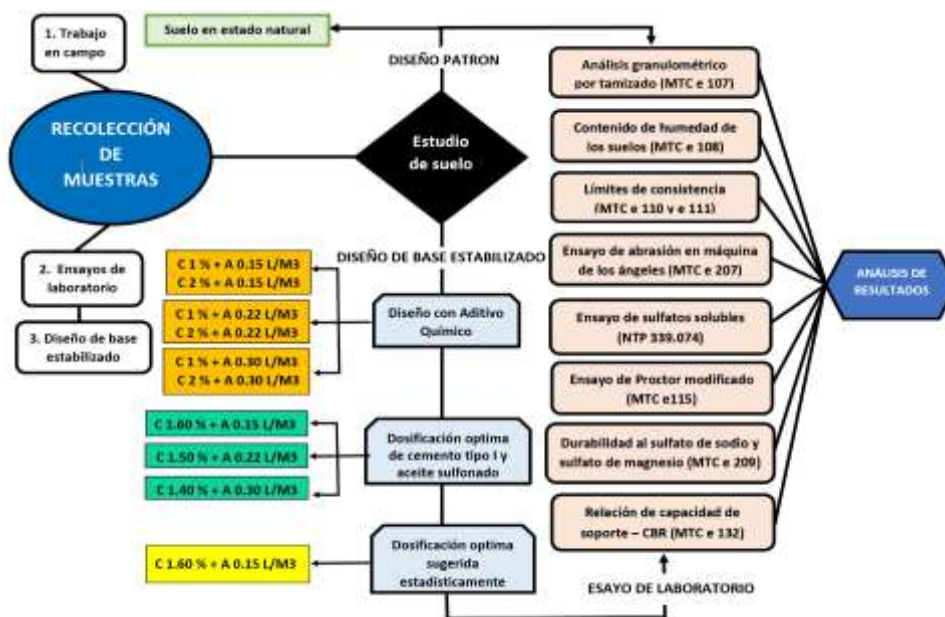 1. Trabajo
en campo
Suelo en estado natural
DISEÑO PATRON
RECOLECCIÓN
DE
MUESTRAS
Estudio
de suelo
2. Ensayos de
laboratorio
3. Diseño de base
estabilizado
DISEÑO DE BASE ESTABILIZADO
C 1 % + A 0.15 L/M3
C 2 % + A 0.15 L/M3
C 1 % + A 0.22 L/M3
C 2 % + A 0.22 L/M3
C 1 % + A 0.30 L/M3
C 2 % + A 0.30 L/M3
Diseño con Aditivo
Químico
C 1.60 % + A 0.15 L/M3
C 1.50 % + A 0.22 L/M3
C 1.40 % + A 0.30 L/M3
Dosificación optima
de cemento tipo I y
aceite sulfonado
C 1.60 % + A 0.15 L/M3
Dosificación optima
sugerida
estadísticamente
Análisis granulométrico
por tamizado (MTC e 107)
Contenido de humedad de
los suelos (MTC e 108)
Límites de consistencia
(MTC e 110 y e 111)
Ensayo de abrasión en máquina
de los ángeles (MTC e 207)
Ensayo de sulfatos solubles
(NTP 339.074)
Ensayo de Proctor modificado
(MTC e115)
Durabilidad al sulfato de sodio y
sulfato de magnesio (MTC e 209)
Relación de capacidad de
soporte – CBR (MTC e 132)
ESAYO DE LABORATORIO
ANÁLISIS DE
RESULTADOS